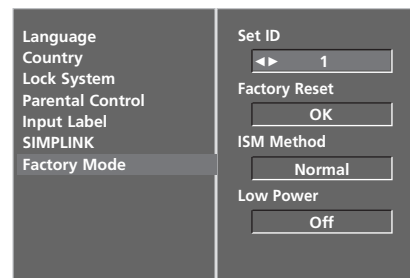 Language
Country
Lock System
Parental Control
Input Label
SIMPLINK
Factory Mode
Set ID
◄► 1
Factory Reset
OK
ISM Method
Normal
Low Power
Off